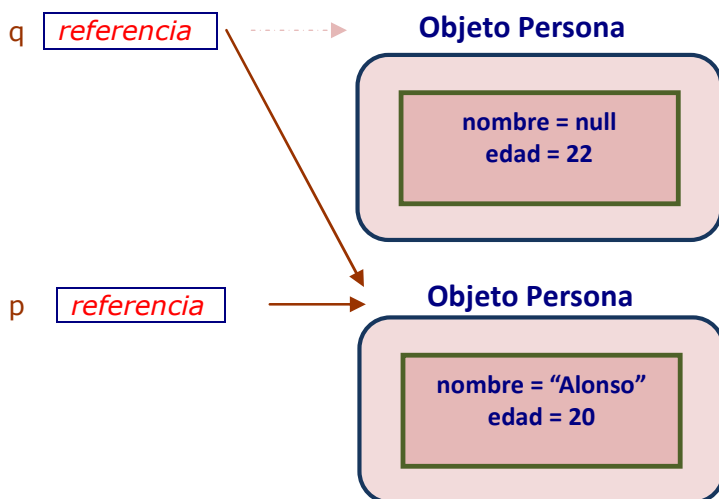 q referencia
Objeto Persona
nombre = null
edad = 22
p referencia
Objeto Persona
nombre = “Alonso”
edad = 20